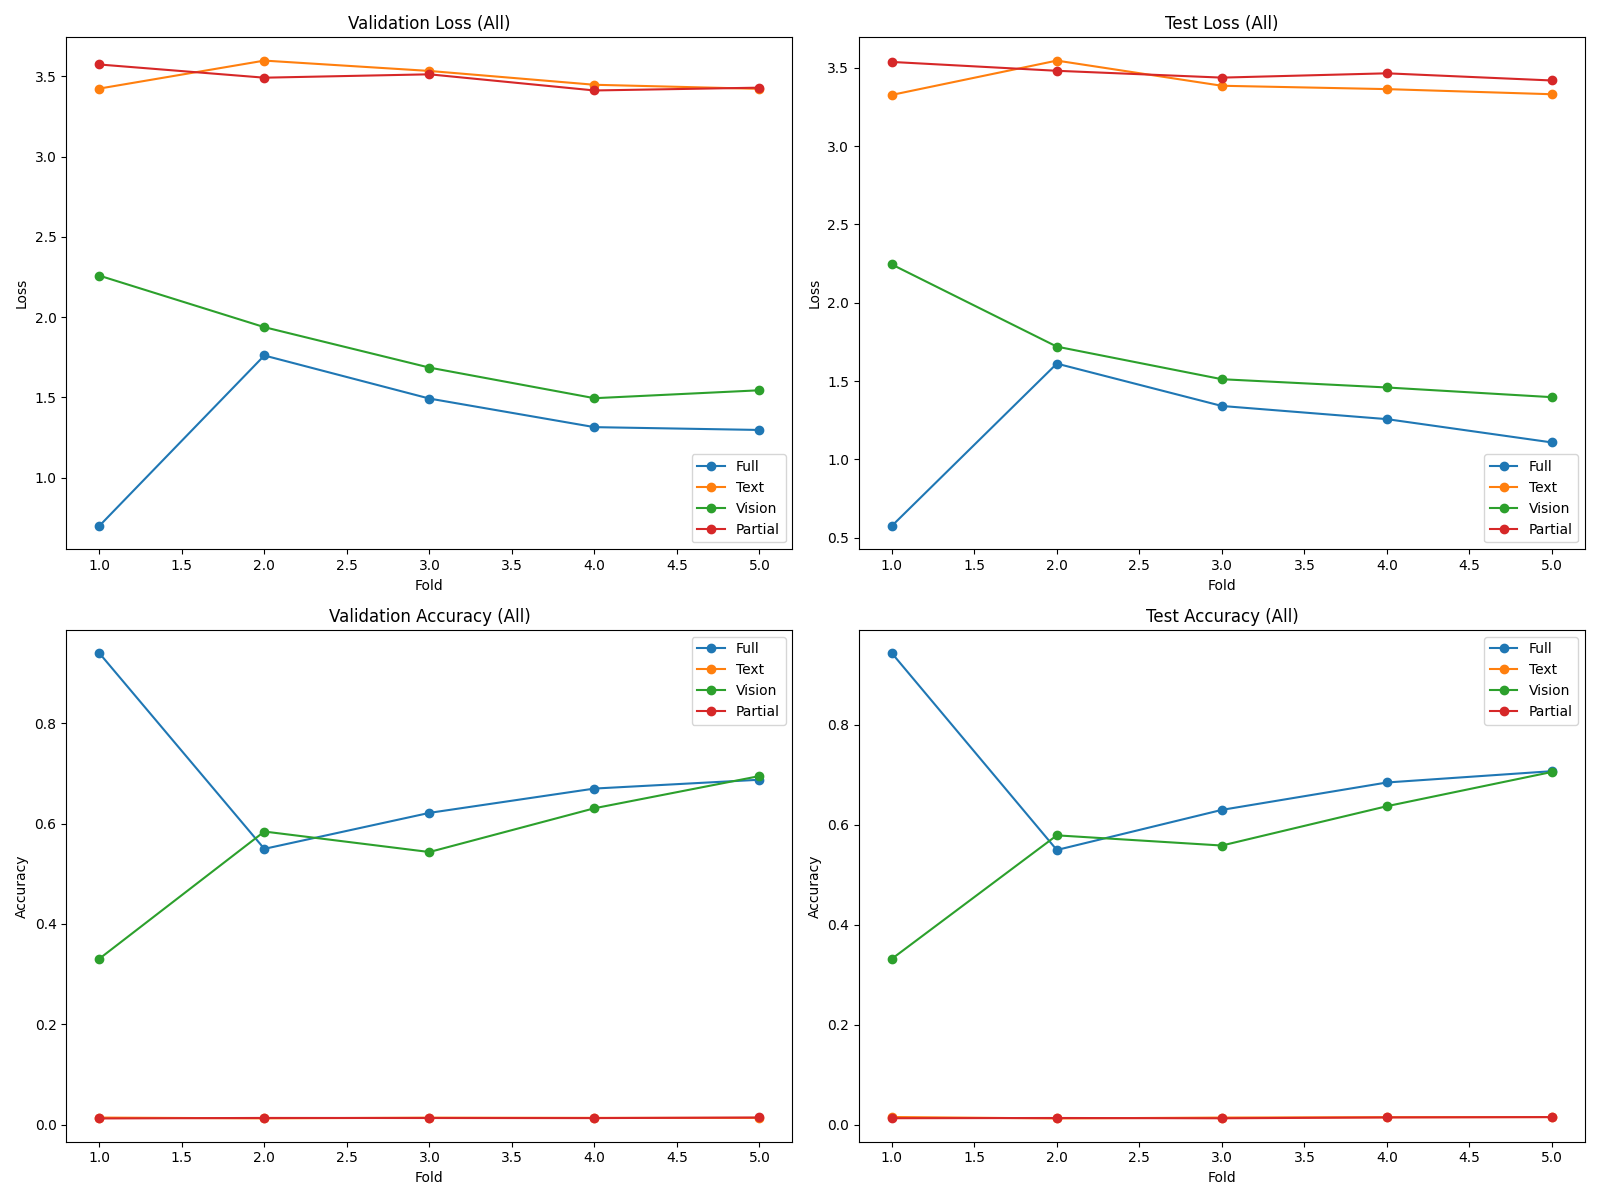 Validation Loss (All)
Loss
3.5
3.0
2.5
2.0
1.5
1.0
Full
Text
Vision
Partial
1.0 1.5 2.0 2.5 3.0 3.5 4.0 4.5 5.0
Fold
Test Loss (All)
Loss
3.5
3.0
2.5
2.0
1.5
1.0
0.5
Full
Text
Vision
Partial
1.0 1.5 2.0 2.5 3.0 3.5 4.0 4.5 5.0
Fold
Validation Accuracy (All)
Accuracy
Full
Text
Vision
Partial
0.8
0.6
0.4
0.2
0.0
1.0 1.5 2.0 2.5 3.0 3.5 4.0 4.5 5.0
Fold
Test Accuracy (All)
Accuracy
Full
Text
Vision
Partial
0.8
0.6
0.4
0.2
0.0
1.0 1.5 2.0 2.5 3.0 3.5 4.0 4.5 5.0
Fold